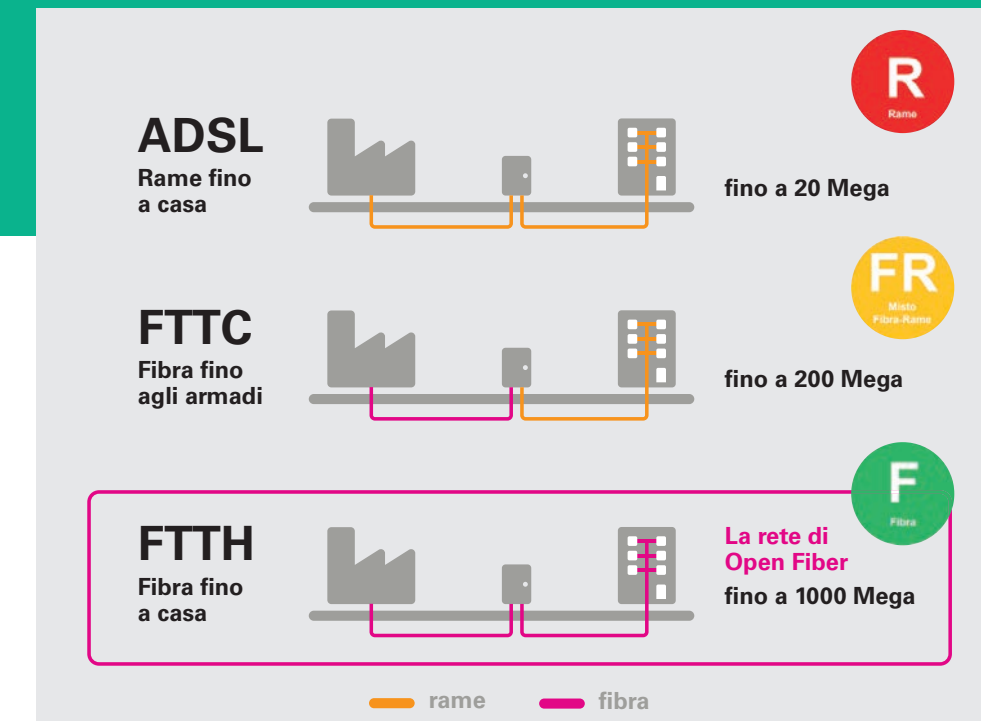 R
Rame
ADSL
Rame fino
a casa
fino a 20 Mega
FR
Misto
Fibra-Rame
FTTC
Fibra fino
agli armadi
fino a 200 Mega
F
Fibra
FTTH
Fibra fino
a casa
La rete di
Open Fiber
fino a 1000 Mega
rame
fibra